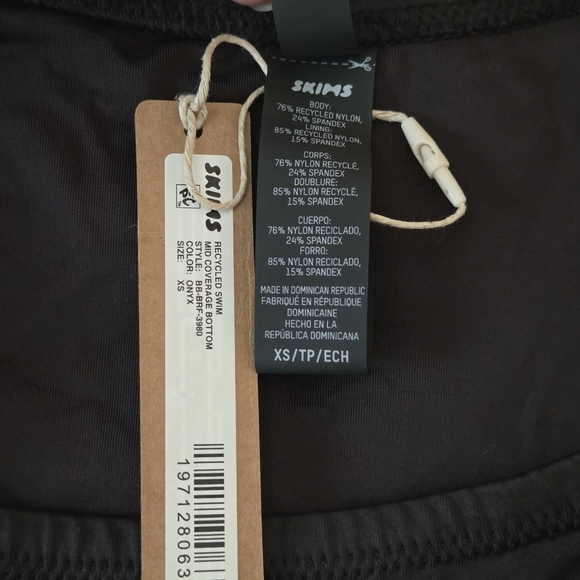 SKIMS
BODY:
76% RECYCLED NYLON,
24% SPANDEX
LINING:
85% RECYCLED NYLON,
15% SPANDEX
CORPS:
76% NYLON RECYCLÉ,
24% SPANDEX
DOUBLURE:
85% NYLON RECYCLÉ,
15% SPANDEX
CUERPO:
76% NYLON RECICLADO,
24% SPANDEX
FORRO:
85% NYLON RECICLADO,
15% SPANDEX
MADE IN DOMINICAN REPUBLIC
FABRIQUÉ EN RÉPUBLIQUE
DOMINICAINE
HECHO EN LA
REPÚBLICA DOMINICANA
XS/TP/ECH
SKIMS
RECYCLED SWIM
MID COVERAGE BOTTOM
STYLE: BB-BRF-3980
COLOR: ONYX
SIZE: XS
197128063